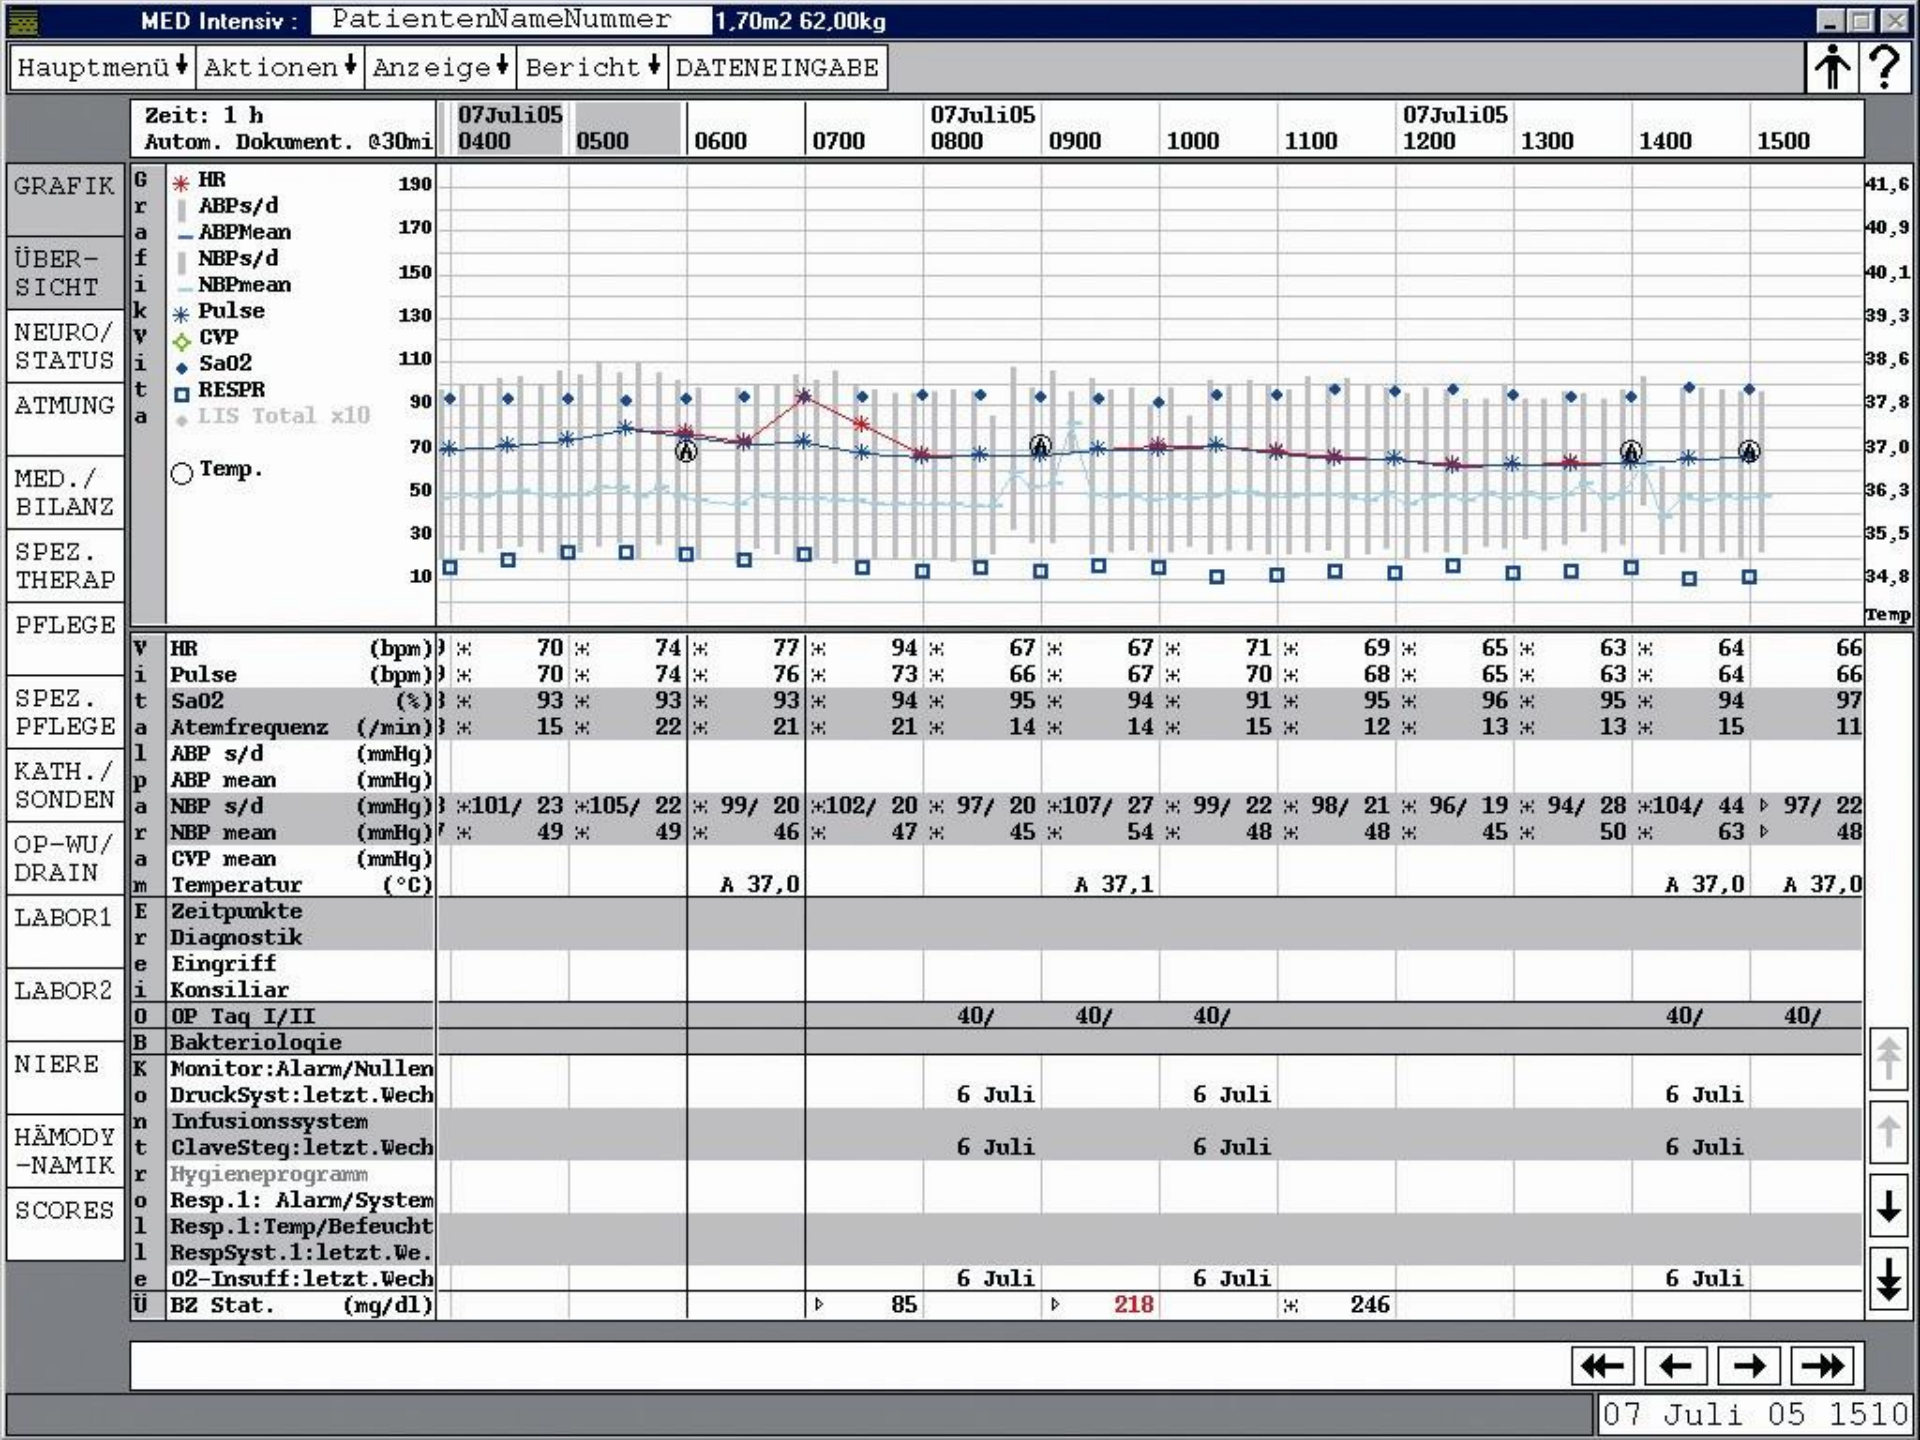 MED Intensiv : PatientenNameNummer 1,70m2 62,00kg
Hauptmenü Aktionen Anzeige Bericht DATENEINGABE ?
Zeit: 1 h 07Juli05 07Juli05 07Juli05
Autom. Dokument. @30mi 0400 0500 0600 0700 0800 0900 1000 1100 1200 1300 1400 1500
GRAFIK
ÜBER-
SICHT
NEURO/
STATUS
ATMUNG
MED./
BILANZ
SPEZ.
THERAP
PFLEGE
SPEZ.
PFLEGE
KATH./
SONDEN
OP-WU/
DRAIN
LABOR1
LABOR2
NIERE
HÄMODY
-NAMIK
SCORES
G
r
a
f
i
k
V
i
t
a
HR
ABPs/d
ABPMean
NBPs/d
NBPmean
Pulse
CVP
SaO2
RESPR
LIS Total x10
Temp.
190
170
150
130
110
90
70
50
30
10
41,6
40,9
40,1
39,3
38,6
37,8
37,0
36,3
35,5
34,8
Temp
V HR (bpm) 70 74 77 94 67 67 71 69 65 63 64 66
i Pulse (bpm) 70 74 76 73 66 67 70 68 65 63 64 66
t SaO2 (%) 93 93 93 94 95 94 91 95 96 95 94 97
a Atemfrequenz (/min) 15 22 21 21 14 14 15 12 13 13 15 11
l ABP s/d (mmHg)
p ABP mean (mmHg)
a NBP s/d (mmHg) 101/ 23 105/ 22 99/ 20 102/ 20 97/ 20 107/ 27 99/ 22 98/ 21 96/ 19 94/ 28 104/ 44 97/ 22
r NBP mean (mmHg) 49 49 46 47 45 54 48 48 45 50 63 48
a CVP mean (mmHg)
m Temperatur (°C) A 37,0 A 37,1 A 37,0 A 37,0
E Zeitpunkte
r Diagnostik
e Eingriff
i Konsiliar
O OP Tag I/II 40/ 40/ 40/ 40/ 40/
B Bakteriologie
K Monitor:Alarm/Nullen
o DruckSyst:letzt.Wech 6 Juli 6 Juli 6 Juli
n Infusionssystem
t ClaveSteg:letzt.Wech 6 Juli 6 Juli 6 Juli
r Hygieneprogramm
o Resp.1: Alarm/System
l Resp.1:Temp/Befeucht
l RespSyst.1:letzt.We.
e O2-Insuff:letzt.Wech 6 Juli 6 Juli 6 Juli
Ü BZ Stat. (mg/dl) 85 218 246
07 Juli 05 1510